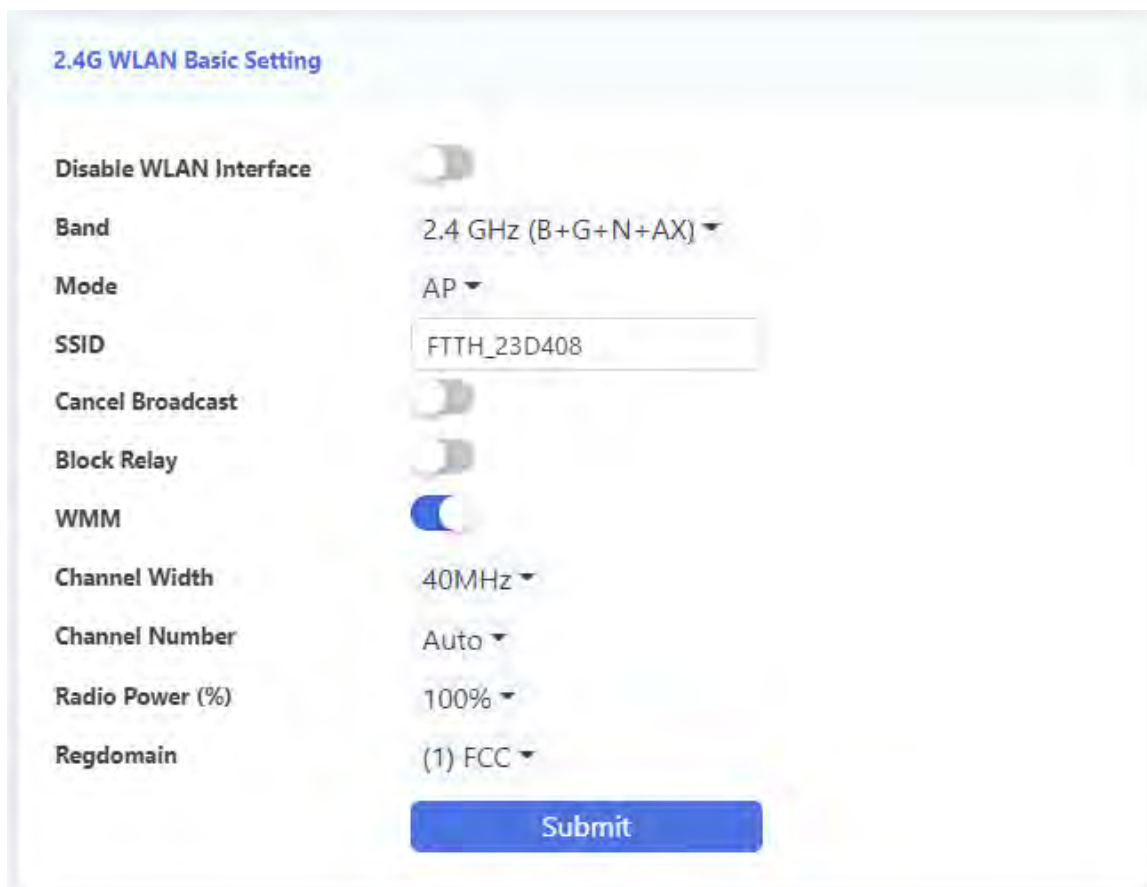 2.4G WLAN Basic Setting
Disable WLAN Interface
Band 2.4 GHz (B+G+N+AX)
Mode AP
SSID FTTH_23D408
Cancel Broadcast
Block Relay
WMM
Channel Width 40MHz
Channel Number Auto
Radio Power (%) 100%
Regdomain (1) FCC
Submit